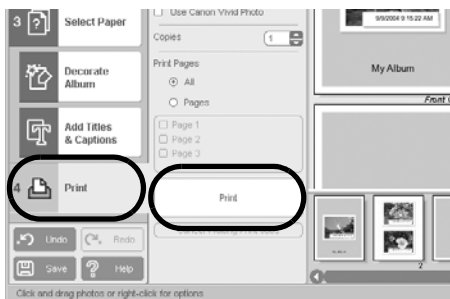 3 Select Paper
Decorate
Album
Add Titles
& Captions
4 Print
Undo
Redo
Save
Help
Use Canon Vivid Photo
Copies
1
Print Pages
All
Pages
Page 1
Page 2
Page 3
Print
9/9/2004 9:15:22 AM
My Album
Front
2
Click and drag photos or right-click for options